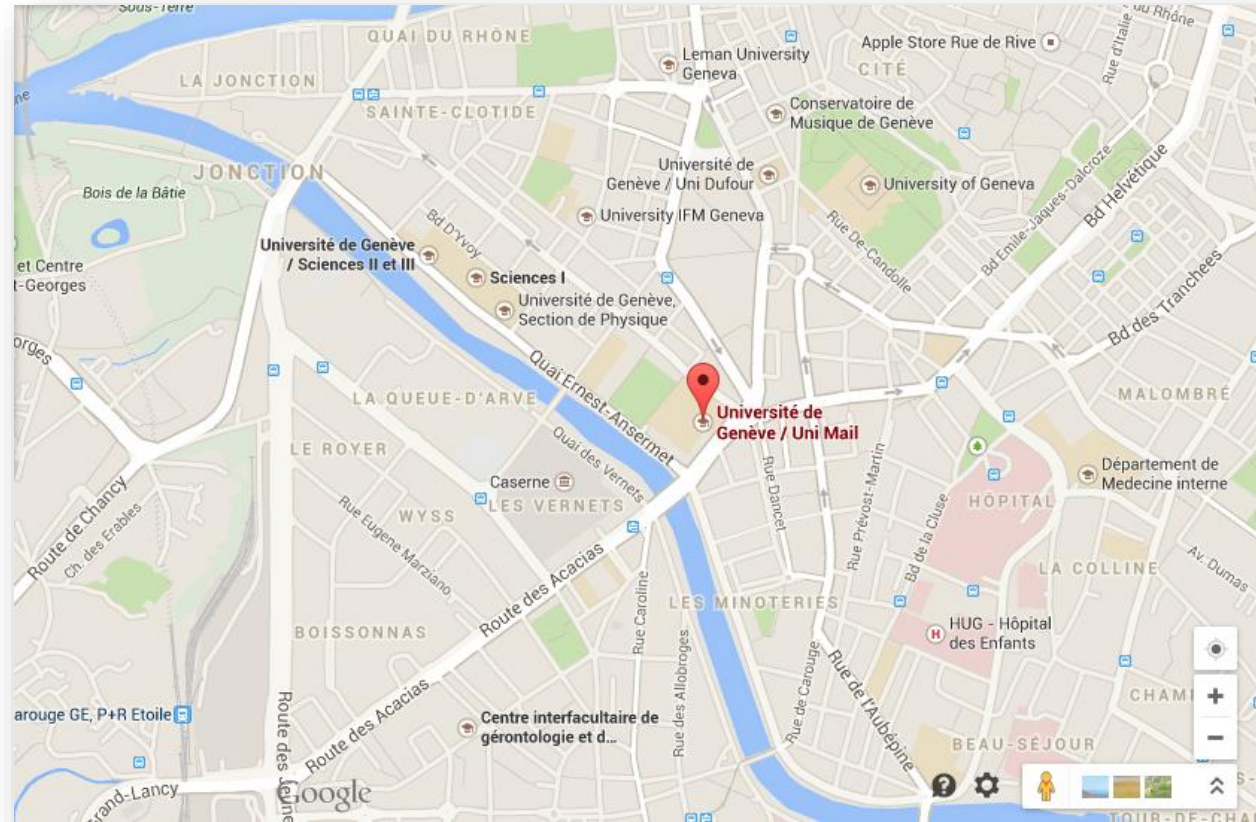 Sous-Terre
QUAI DU RHÔNE
du Rhône
Rue d'Italie
Leman University
Geneva
Apple Store Rue de Rive
CITÉ
LA JONCTION
SAINTE-CLOTIDE
Conservatoire de
Musique de Genève
JONCTION
Bois de la Bâtie
Université de
Genève / Uni Dufour
University of Geneva
Bd Emile-Jaques-Dalcroze
Bd Helvétique
University IFM Geneva
Bd D'Yvoy
Rue De-Candolle
Université de Genève
/ Sciences II et III
et Centre
t-Georges
Sciences I
Université de Genève,
Section de Physique
Bd des Tranchees
orges
Quai Ernest-Ansermet
LA QUEUE-D'ARVE
MALOMBRÉ
Université de
Genève / Uni Mail
LE ROYER
Quai des Vernets
Caserne
LES VERNETS
WYSS
Rue Dancet
Rue Prévost-Martin
Département de
Medecine interne
HÔPITAL
Route de Chancy
Ch. des Erables
Rue Eugene Marziano
Bd de la Cluse
Av. Dumas
LA COLLINE
Route des Acacias
Rue Caroline
LES MINOTERIES
BOISSONNAS
H
HUG - Hôpital
des Enfants
Rue des Allobroges
Rue de Carouge
Rue de l'Aubépine
+
CHAM
−
arouge GE, P+R Etoile
Route des Jeune
Route des Acacias
Centre interfacultaire de
gérontologie et d...
BEAU-SÉJOUR
Grand-Lancy
Google
?
TOUR-DE-CHA